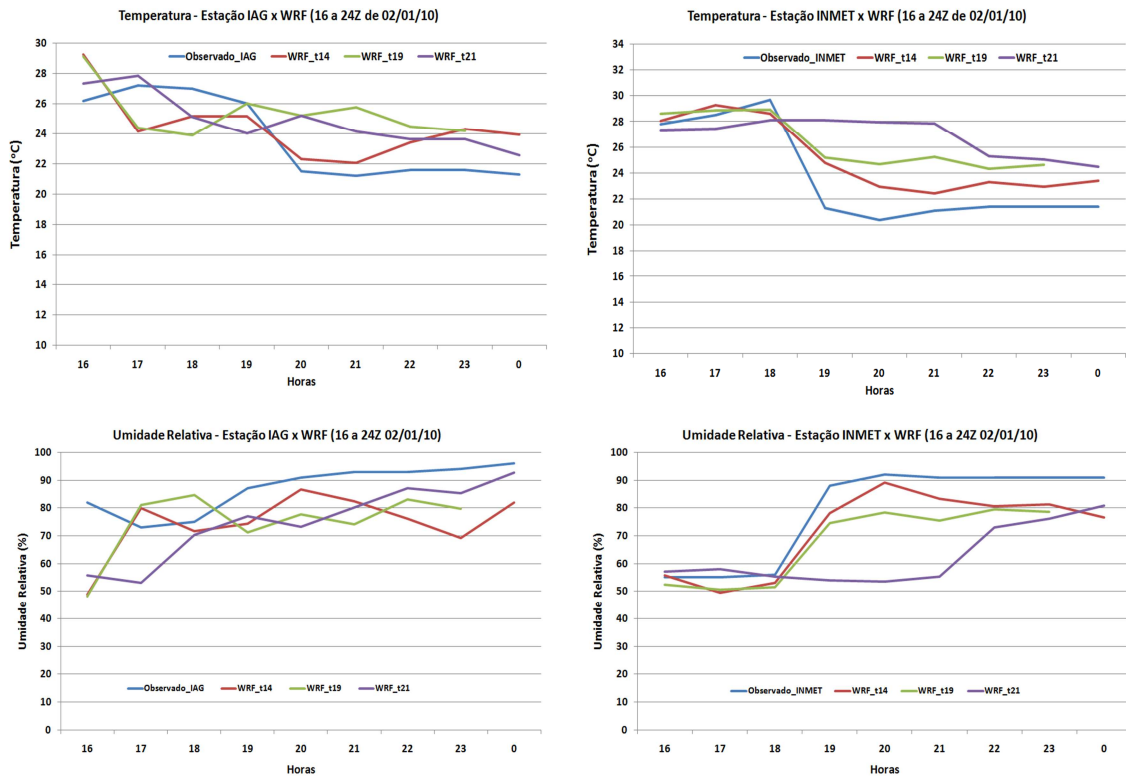 Temperatura - Estação IAG x WRF (16 a 24Z de 02/01/10)
Observado_IAG WRF_t14 WRF_t19 WRF_t21
Temperatura (°C)
30
28
26
24
22
20
18
16
14
12
10
16 17 18 19 20 21 22 23 0
Horas
Temperatura - Estação INMET x WRF (16 a 24Z de 02/01/10)
Observado_INMET WRF_t14 WRF_t19 WRF_t21
Temperatura (°C)
34
32
30
28
26
24
22
20
18
16
14
12
10
16 17 18 19 20 21 22 23 0
Horas
Umidade Relativa - Estação IAG x WRF (16 a 24Z 02/01/10)
Umidade Relativa (%)
100
90
80
70
60
50
40
30
20
10
0
Observado_IAG WRF_t14 WRF_t19 WRF_t21
16 17 18 19 20 21 22 23 0
Horas
Umidade Relativa - Estação INMET x WRF (16 a 24Z 02/01/10)
Umidade Relativa (%)
100
90
80
70
60
50
40
30
20
10
0
Observado_INMET WRF_t14 WRF_t19 WRF_t21
16 17 18 19 20 21 22 23 0
Horas